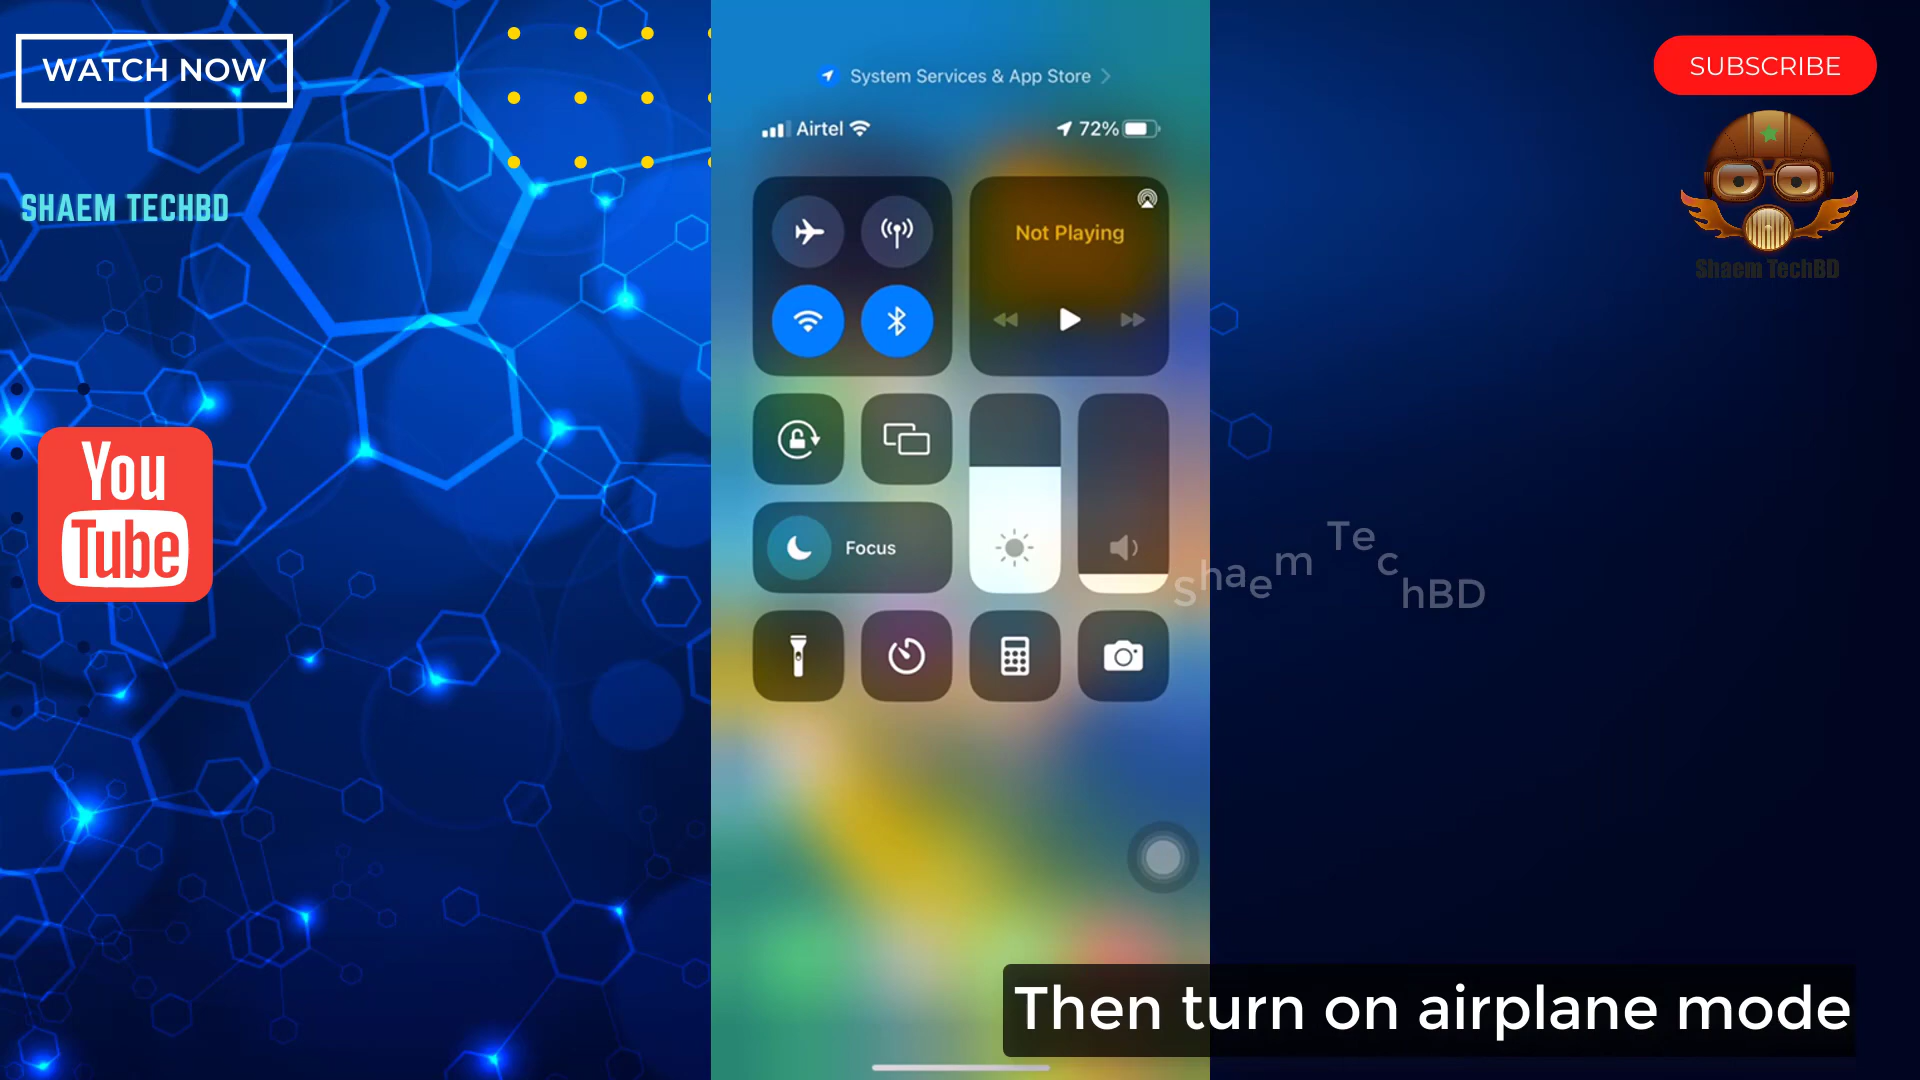 WATCH NOW
SHAEM TECHBD
You
Tube
System Services & App Store
Airtel
72%
Not Playing
Focus
Shaem TechBD
SUBSCRIBE
Shaem TechBD
Then turn on airplane mode